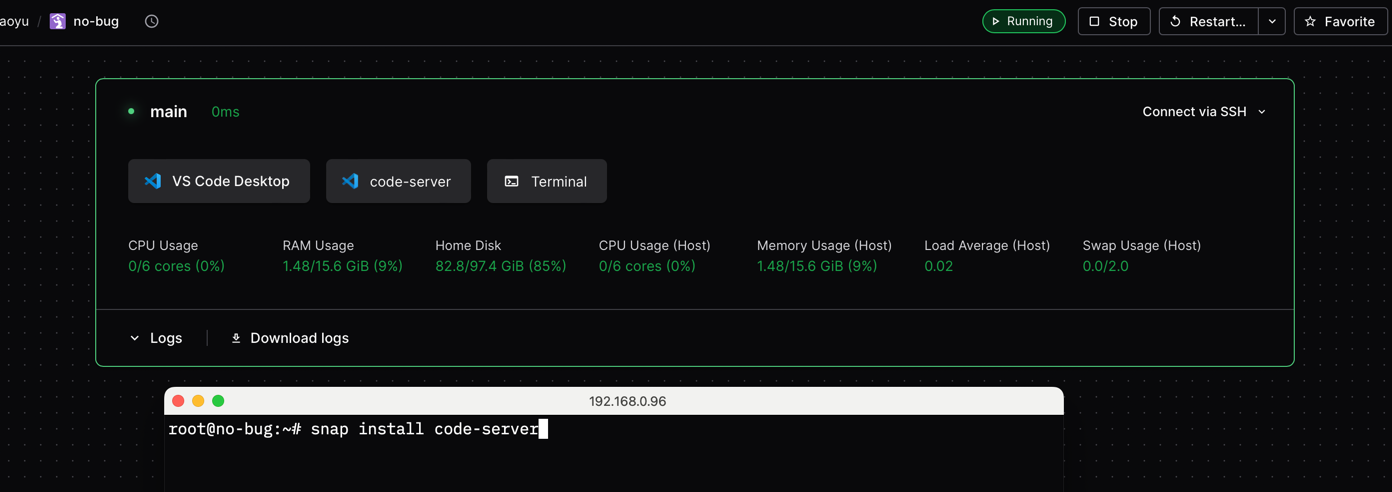 aoyu / no-bug Running Stop Restart... Favorite
main 0ms Connect via SSH
VS Code Desktop code-server Terminal
CPU Usage RAM Usage Home Disk CPU Usage (Host) Memory Usage (Host) Load Average (Host) Swap Usage (Host)
0/6 cores (0%) 1.48/15.6 GiB (9%) 82.8/97.4 GiB (85%) 0/6 cores (0%) 1.48/15.6 GiB (9%) 0.02 0.0/2.0
Logs Download logs
192.168.0.96
root@no-bug:~# snap install code-server